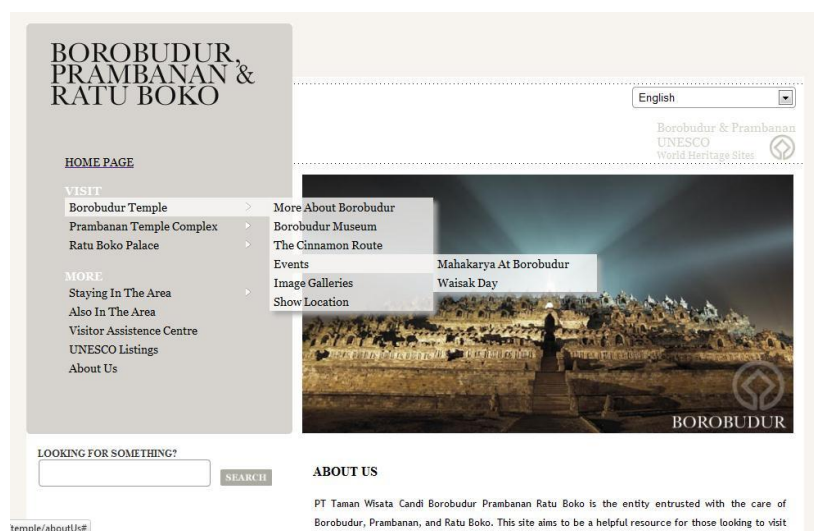 BOROBUDUR,
PRAMBANAN &
RATU BOKO
English
Borobudur & Prambanan
UNESCO
World Heritage Sites
HOME PAGE
VISIT
Borobudur Temple
Prambanan Temple Complex
Ratu Boko Palace
More About Borobudur
Borobudur Museum
The Cinnamon Route
Events
Image Galleries
Show Location
Mahakarya At Borobudur
Waisak Day
MORE
Staying In The Area
Also In The Area
Visitor Assistence Centre
UNESCO Listings
About Us
BOROBUDUR
LOOKING FOR SOMETHING?
SEARCH
ABOUT US
PT Taman Wisata Candi Borobudur Prambanan Ratu Boko is the entity entrusted with the care of
Borobudur, Prambanan, and Ratu Boko. This site aims to be a helpful resource for those looking to visit
temple/aboutUs#